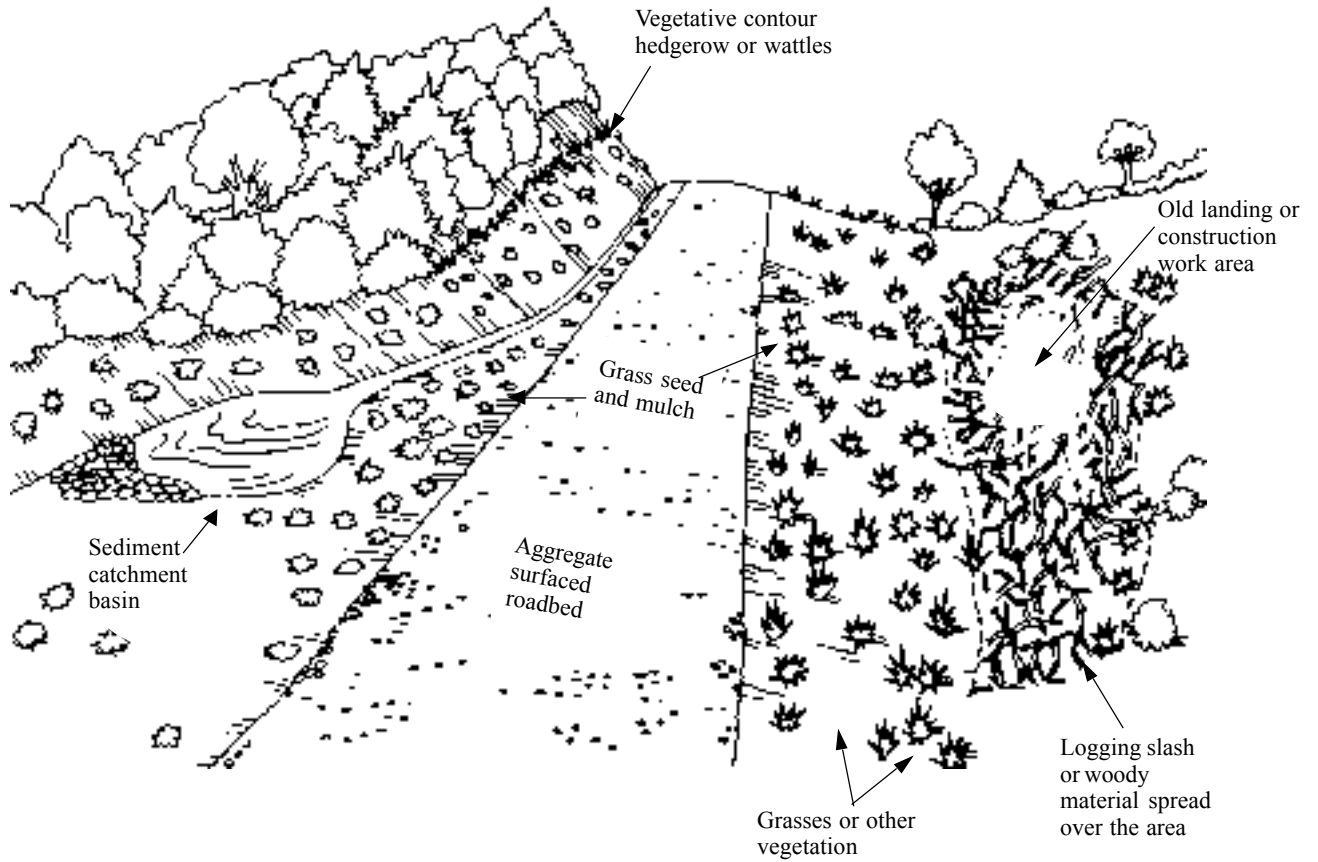 Vegetative contour
hedgerow or wattles
Old landing or
construction
work area
Grass seed
and mulch
Aggregate
surfaced
roadbed
Sediment
catchment
basin
Logging slash
or woody
material spread
over the area
Grasses or other
vegetation